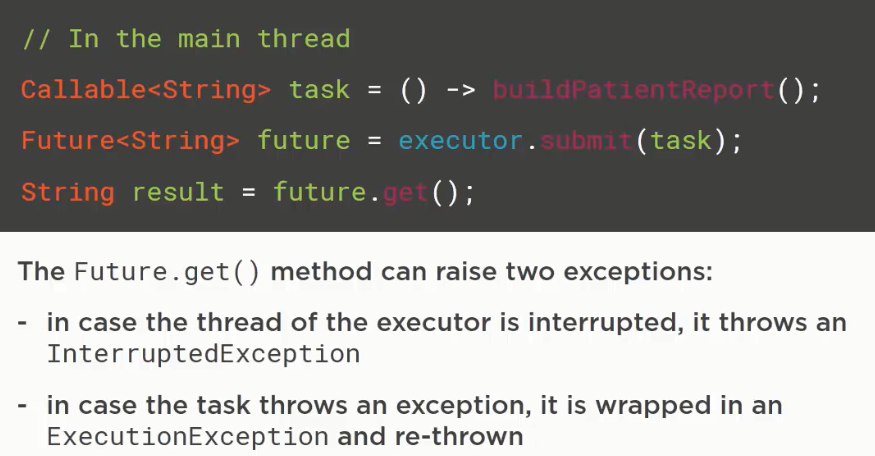 // In the main thread
Callable<String> task = () -> buildPatientReport();
Future<String> future = executor.submit(task);
String result = future.get();
The Future.get() method can raise two exceptions:
- in case the thread of the executor is interrupted, it throws an
InterruptedException
- in case the task throws an exception, it is wrapped in an
ExecutionException and re-thrown